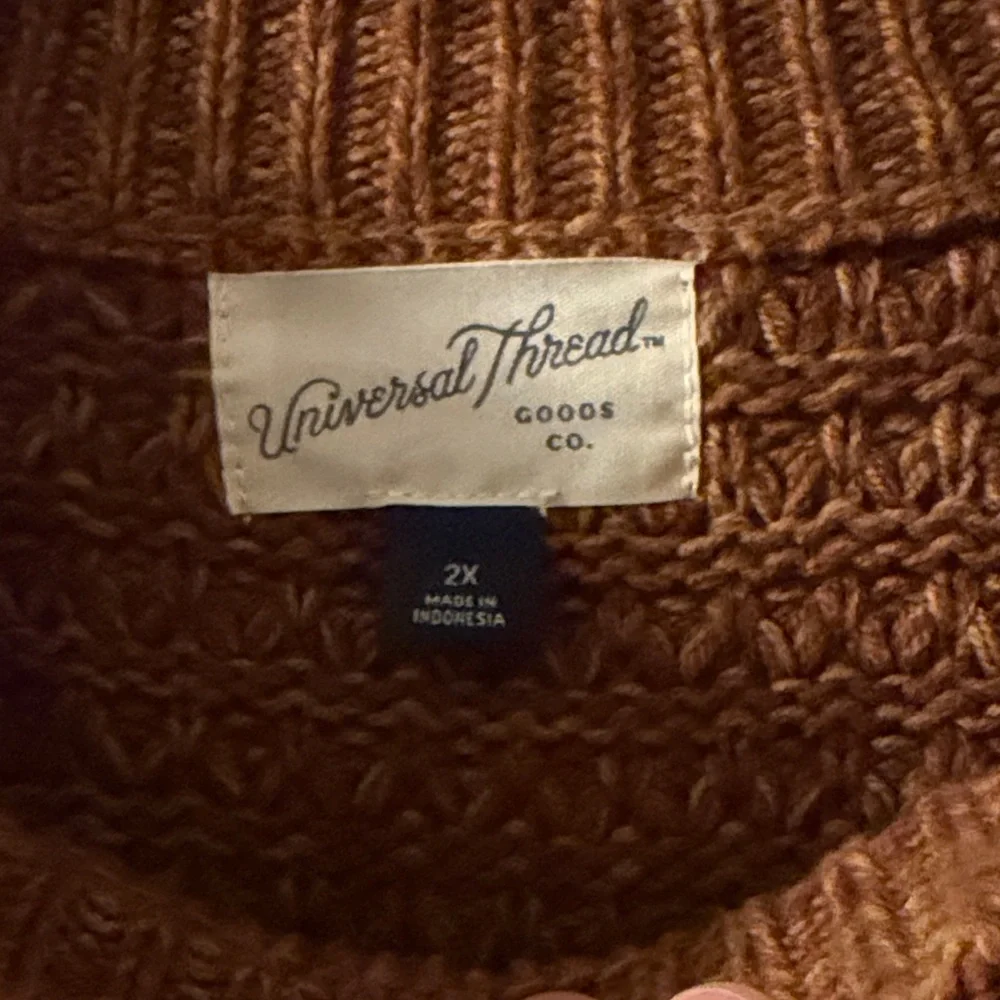 Universal Thread™
GOODS
CO.
2X
MADE IN
INDONESIA